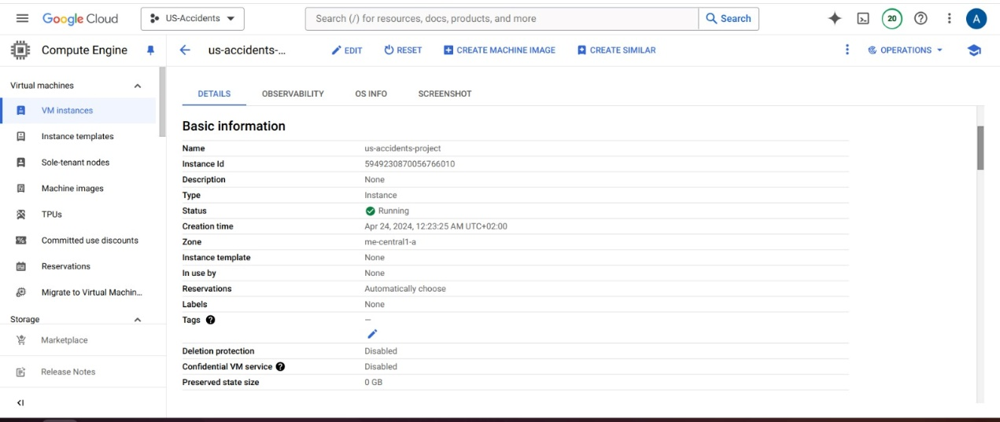 Google Cloud
US-Accidents
Search (/) for resources, docs, products, and more
Search
20
A
Compute Engine
us-accidents-...
EDIT
RESET
CREATE MACHINE IMAGE
CREATE SIMILAR
OPERATIONS
Virtual machines
VM instances
Instance templates
Sole-tenant nodes
Machine images
TPUs
Committed use discounts
Reservations
Migrate to Virtual Machin...
Storage
Marketplace
Release Notes
DETAILS OBSERVABILITY OS INFO SCREENSHOT
Basic information
Name us-accidents-project
Instance Id 5949230870056766010
Description None
Type Instance
Status Running
Creation time Apr 24, 2024, 12:23:25 AM UTC+02:00
Zone me-central1-a
Instance template None
In use by None
Reservations Automatically choose
Labels None
Tags —
Deletion protection Disabled
Confidential VM service Disabled
Preserved state size 0 GB